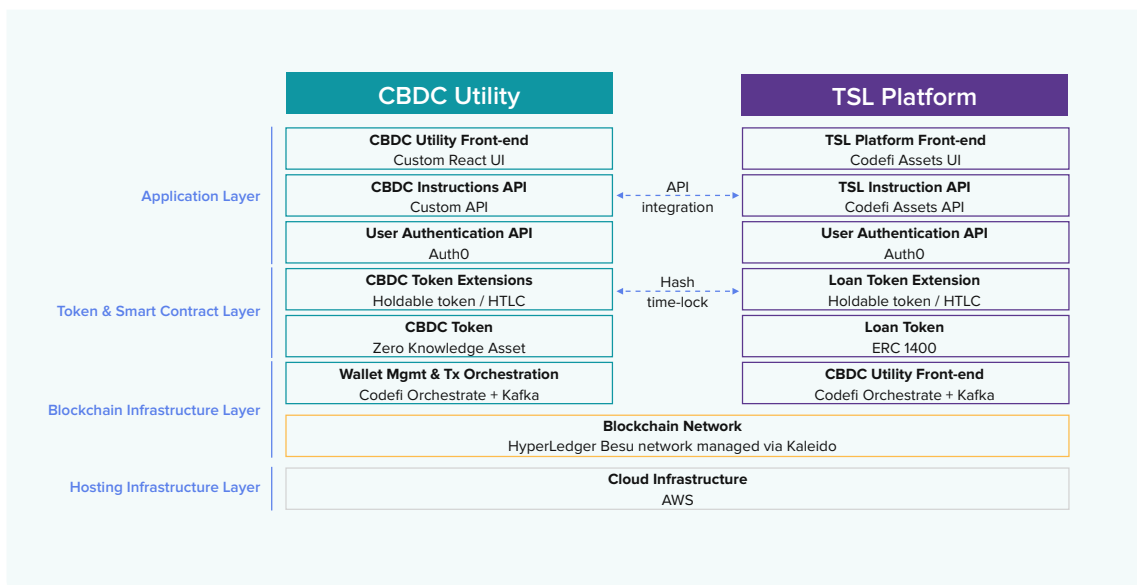 CBDC Utility
TSL Platform
Application Layer
CBDC Utility Front-end
Custom React UI
TSL Platform Front-end
Codefi Assets UI
CBDC Instructions API
Custom API
API
integration
TSL Instruction API
Codefi Assets API
User Authentication API
Auth0
User Authentication API
Auth0
Token & Smart Contract Layer
CBDC Token Extensions
Holdable token / HTLC
Hash
time-lock
Loan Token Extension
Holdable token / HTLC
CBDC Token
Zero Knowledge Asset
Loan Token
ERC 1400
Blockchain Infrastructure Layer
Wallet Mgmt & Tx Orchestration
Codefi Orchestrate + Kafka
CBDC Utility Front-end
Codefi Orchestrate + Kafka
Blockchain Network
HyperLedger Besu network managed via Kaleido
Hosting Infrastructure Layer
Cloud Infrastructure
AWS